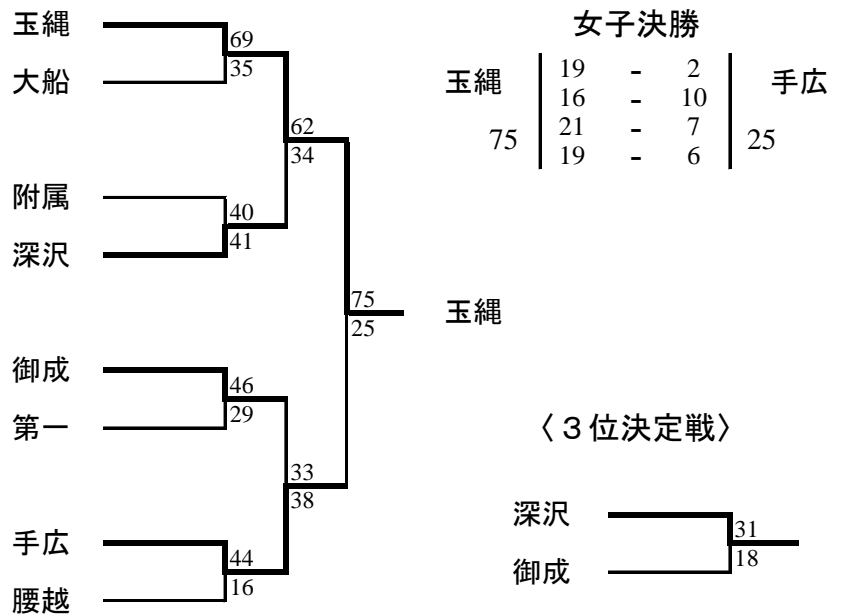 玉縄
69
35
大船
62
34
附属
40
41
深沢
75
25
玉縄
御成
46
29
第一
33
38
手広
44
16
腰越
女子決勝
玉縄 19 - 2 手広
16 - 10
75 21 - 7 25
19 - 6
〈3位決定戦〉
深沢
31
18
御成